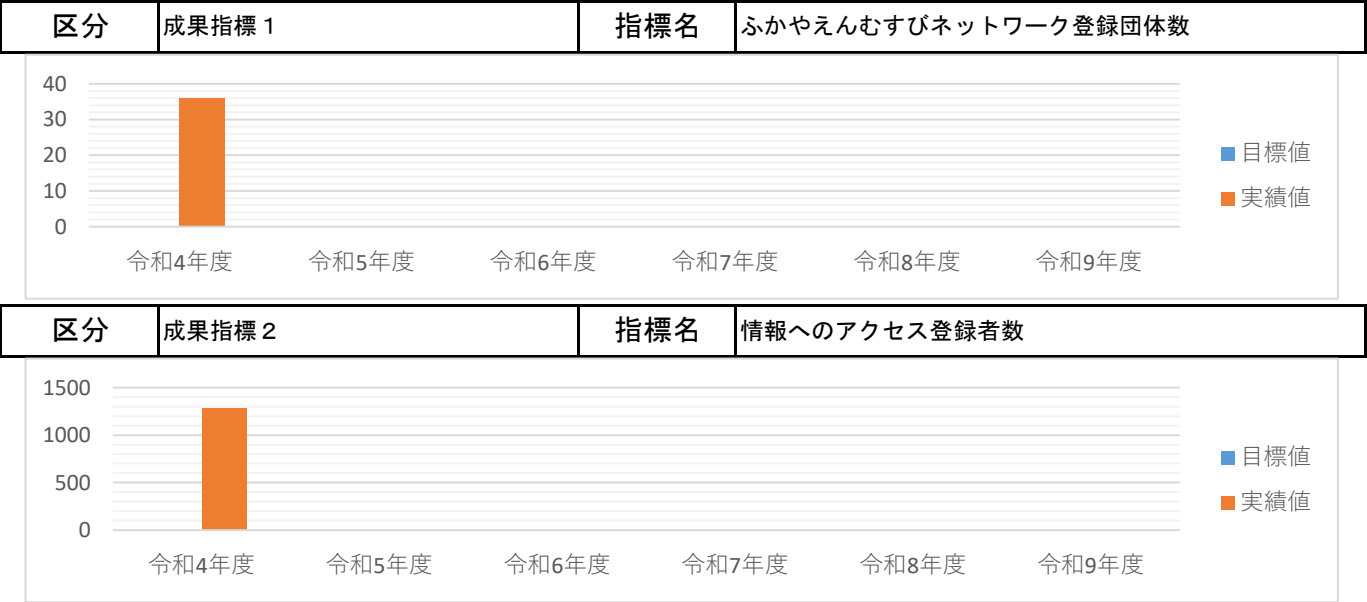 区分 成果指標１ 指標名 ふかやえんむすびネットワーク登録団体数
40
30
20
10
0
令和4年度 令和5年度 令和6年度 令和7年度 令和8年度 令和9年度
目標値
実績値
区分 成果指標２ 指標名 情報へのアクセス登録者数
1500
1000
500
0
令和4年度 令和5年度 令和6年度 令和7年度 令和8年度 令和9年度
目標値
実績値